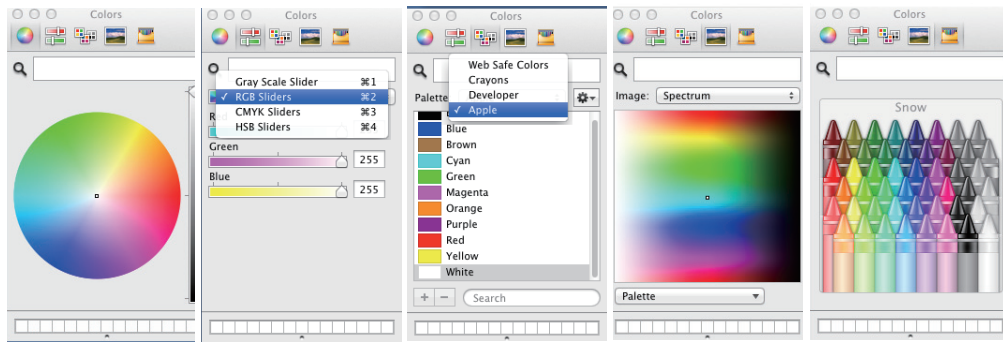 Colors
Gray Scale Slider ⌘1
✓ RGB Sliders ⌘2
CMYK Sliders ⌘3
HSB Sliders ⌘4
Green
255
Blue
255
Colors
Web Safe Colors
Crayons
Developer
✓ Apple
Palette
Blue
Brown
Cyan
Green
Magenta
Orange
Purple
Red
Yellow
White
+ − Search
Colors
Image: Spectrum
Palette
Colors
Snow
Colors